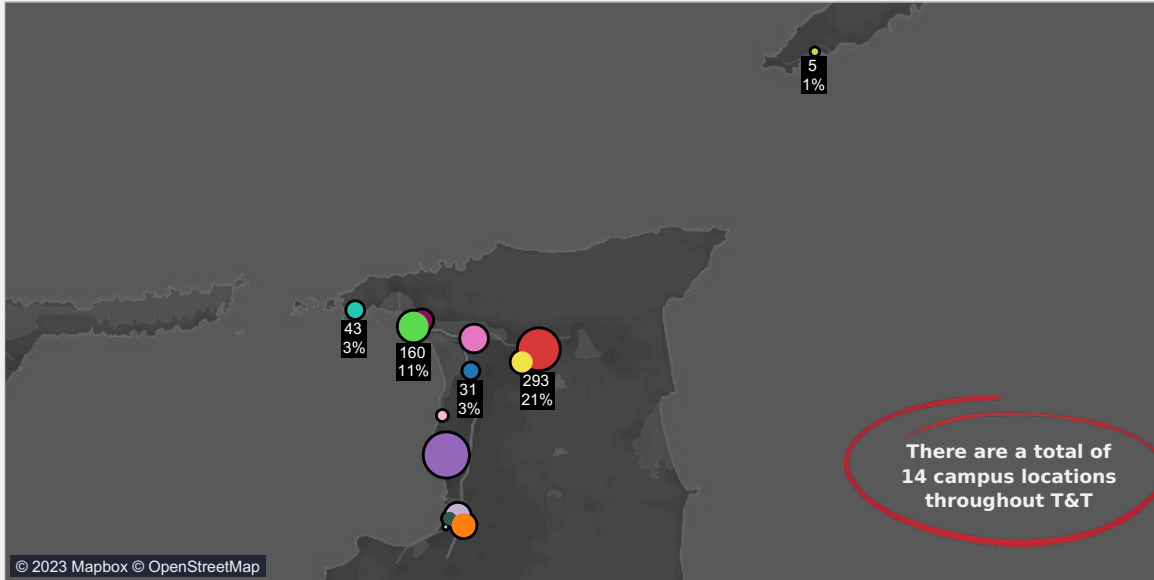 5
1%
43
3%
160
11%
31
3%
293
21%
There are a total of
14 campus locations
throughout T&T
© 2023 Mapbox © OpenStreetMap